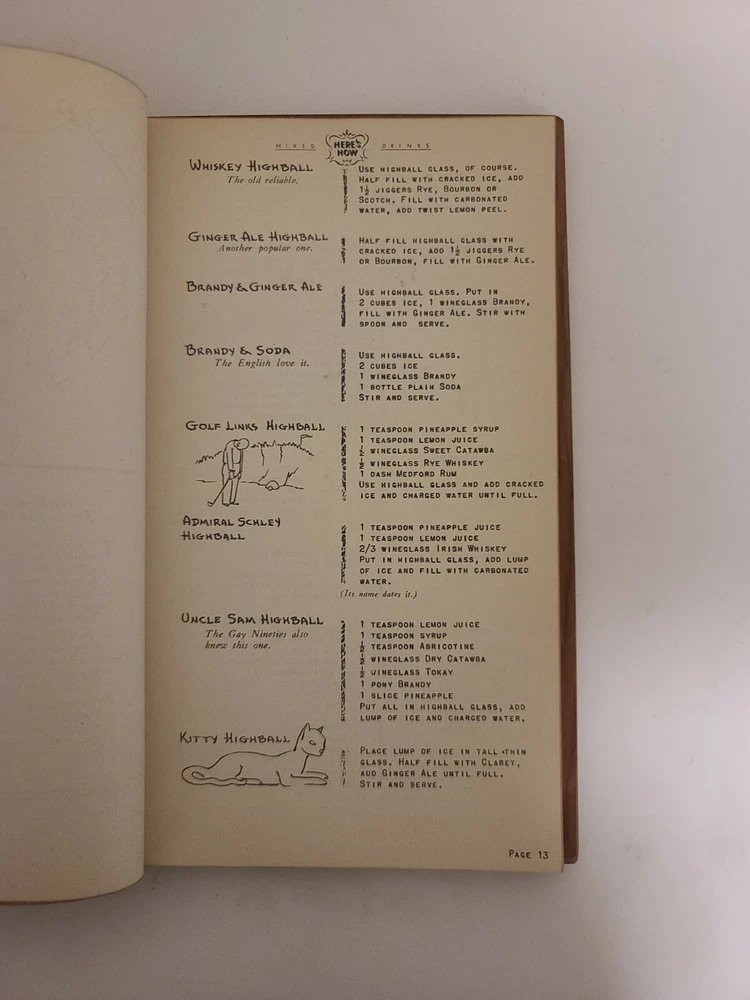 MIXED HERE'S HOW DRINKS
WHISKEY HIGHBALL
The old reliable.
USE HIGHBALL GLASS, OF COURSE.
HALF FILL WITH CRACKED ICE, ADD
1½ JIGGERS RYE, BOURBON OR
SCOTCH. FILL WITH CARBONATED
WATER, ADD TWIST LEMON PEEL.
GINGER ALE HIGHBALL
Another popular one.
HALF FILL HIGHBALL GLASS WITH
CRACKED ICE, ADD 1½ JIGGERS RYE
OR BOURBON, FILL WITH GINGER ALE.
BRANDY & GINGER ALE
USE HIGHBALL GLASS. PUT IN
2 CUBES ICE, 1 WINEGLASS BRANDY,
FILL WITH GINGER ALE. STIR WITH
SPOON AND SERVE.
BRANDY & SODA
The English love it.
USE HIGHBALL GLASS.
2 CUBES ICE
1 WINEGLASS BRANDY
1 BOTTLE PLAIN SODA
STIR AND SERVE.
GOLF LINKS HIGHBALL
1 TEASPOON PINEAPPLE SYRUP
1 TEASPOON LEMON JUICE
½ WINEGLASS SWEET CATAWBA
½ WINEGLASS RYE WHISKEY
1 DASH MEDFORD RUM
USE HIGHBALL GLASS AND ADD CRACKED
ICE AND CHARGED WATER UNTIL FULL.
ADMIRAL SCHLEY
HIGHBALL
1 TEASPOON PINEAPPLE JUICE
1 TEASPOON LEMON JUICE
2/3 WINEGLASS IRISH WHISKEY
PUT IN HIGHBALL GLASS, ADD LUMP
OF ICE AND FILL WITH CARBONATED
WATER.
(Its name dates it.)
UNCLE SAM HIGHBALL
The Gay Nineties also
knew this one.
1 TEASPOON LEMON JUICE
1 TEASPOON SYRUP
½ TEASPOON ABRICOTINE
½ WINEGLASS DRY CATAWBA
½ WINEGLASS TOKAY
1 PONY BRANDY
1 SLICE PINEAPPLE
PUT ALL IN HIGHBALL GLASS, ADD
LUMP OF ICE AND CHARGED WATER.
KITTY HIGHBALL
PLACE LUMP OF ICE IN TALL THIN
GLASS. HALF FILL WITH CLARET,
ADD GINGER ALE UNTIL FULL.
STIR AND SERVE.
PAGE 13